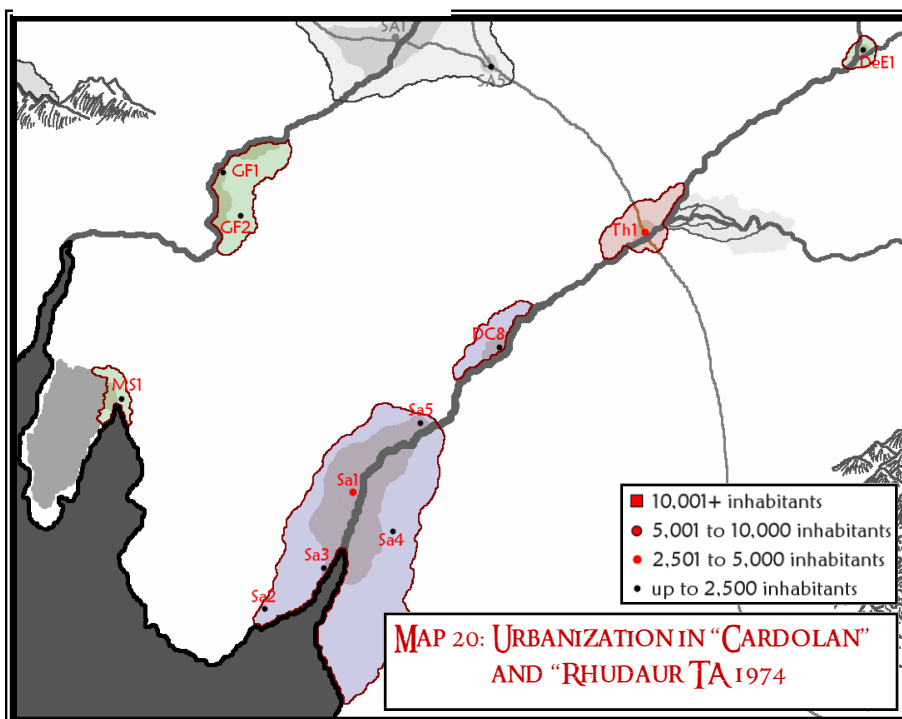 SA1
SA5
DeE1
GF1
GF2
Th1
DC8
MS1
Sa5
Sa1
Sa4
Sa3
Sa2
10,001+ inhabitants
5,001 to 10,000 inhabitants
2,501 to 5,000 inhabitants
up to 2,500 inhabitants
Map 20: Urbanization in “Cardolan”
and “Rhudaur TA 1974